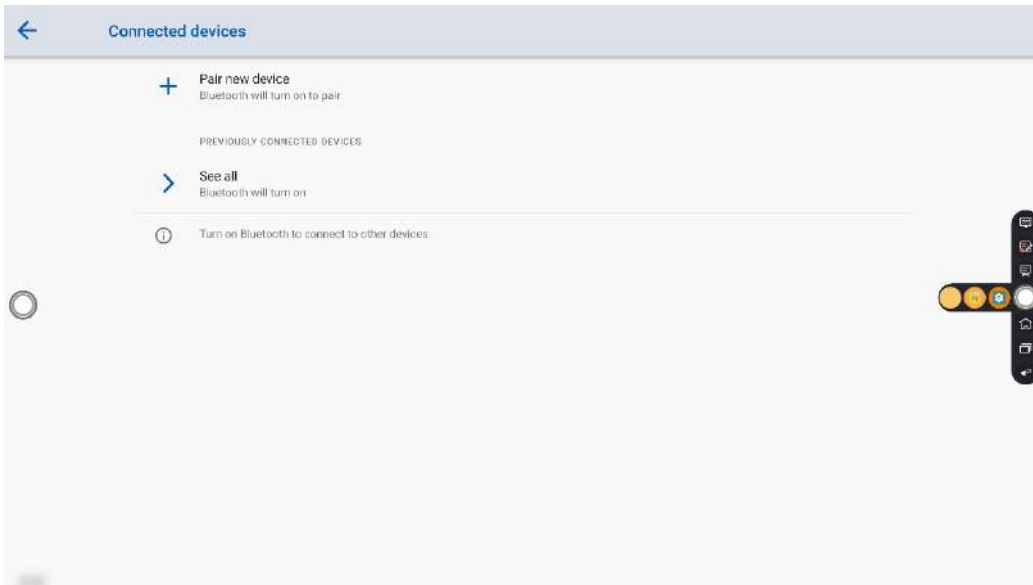 Connected devices
Pair new device
Bluetooth will turn on to pair
PREVIOUSLY CONNECTED DEVICES
See all
Bluetooth will turn on
Turn on Bluetooth to connect to other devices.